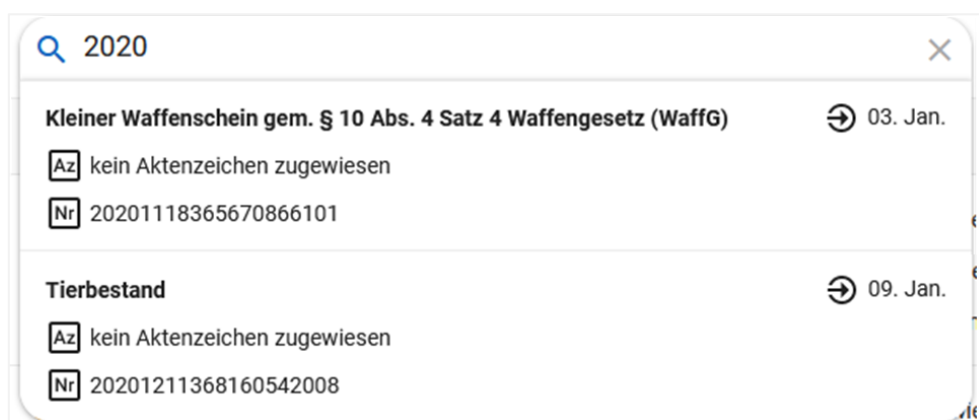 2020
Kleiner Waffenschein gem. § 10 Abs. 4 Satz 4 Waffengesetz (WaffG) 03. Jan.
Az kein Aktenzeichen zugewiesen
Nr 20201118365670866101
Tierbestand 09. Jan.
Az kein Aktenzeichen zugewiesen
Nr 20201211368160542008